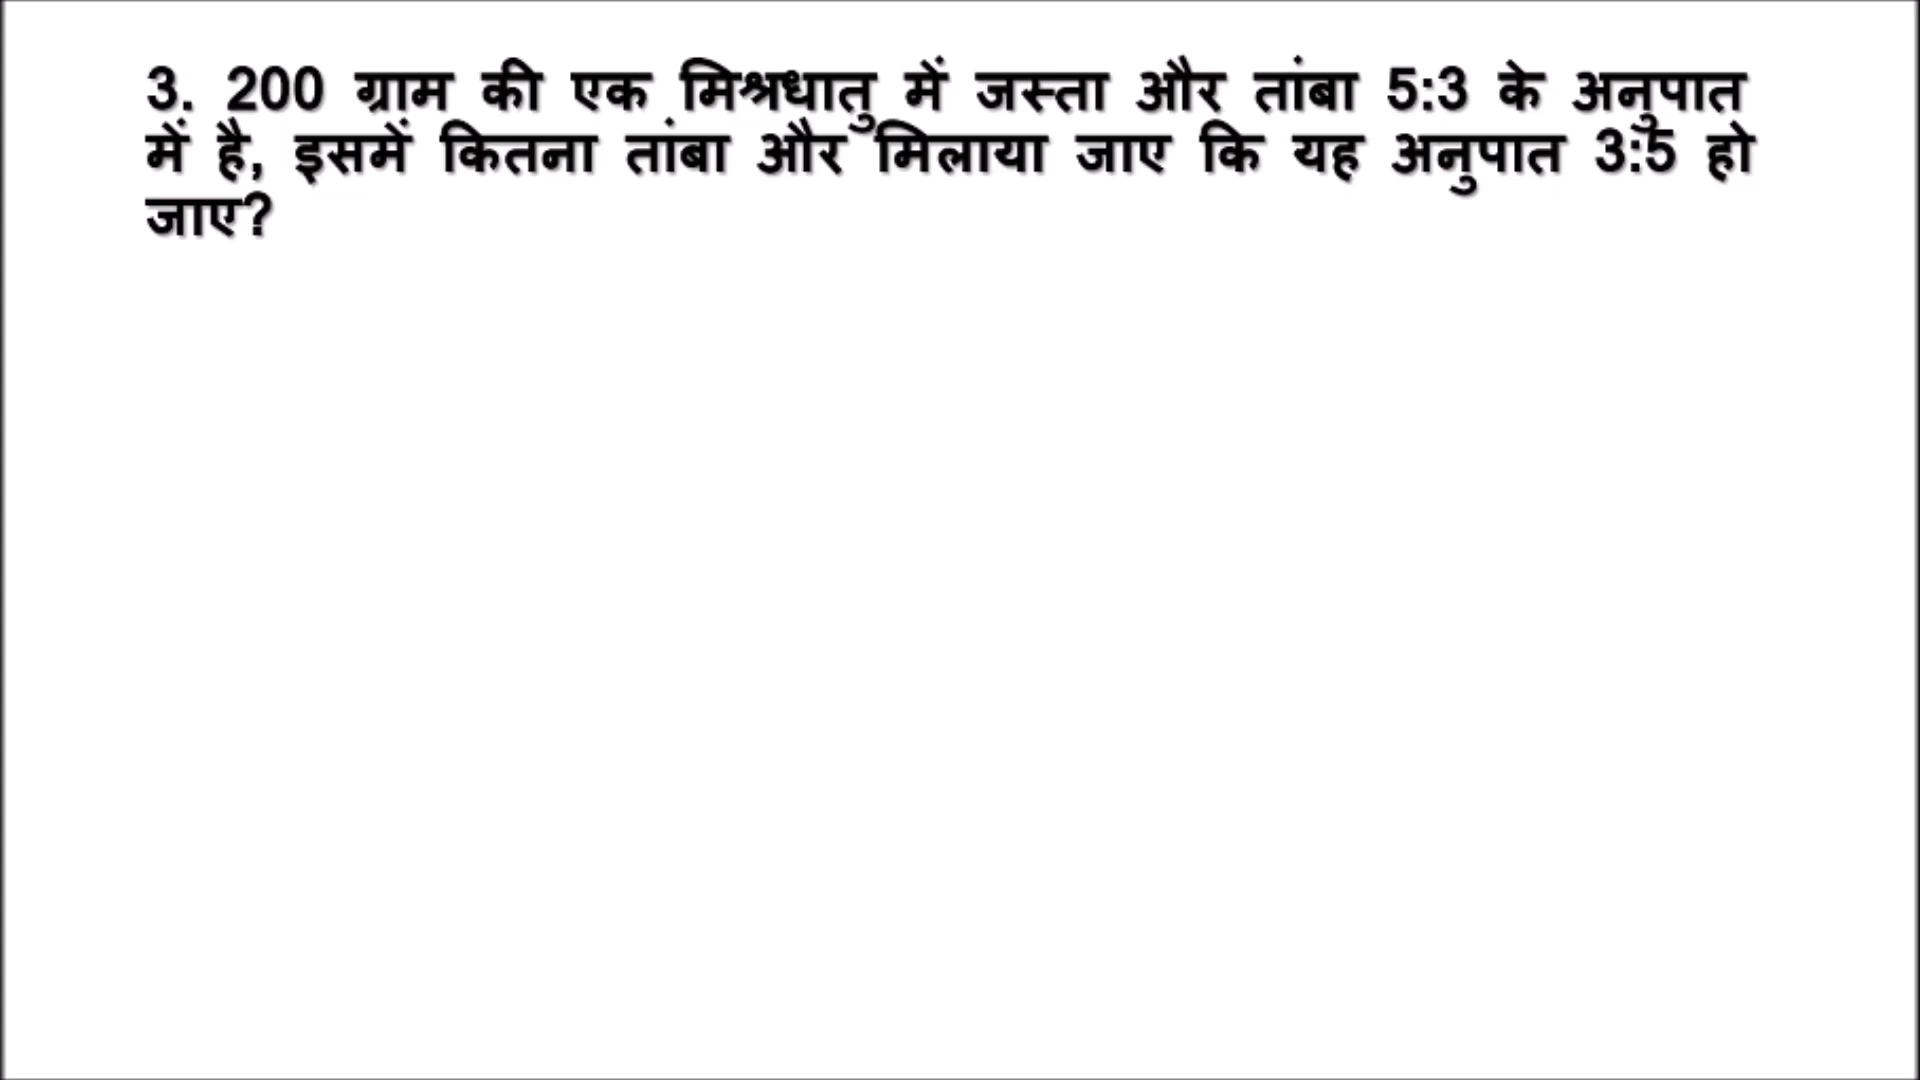 3. 200 ग्राम की एक मिश्रधातु में जस्ता और तांबा 5:3 के अनुपात
में है, इसमें कितना तांबा और मिलाया जाए कि यह अनुपात 3:5 हो
जाए?